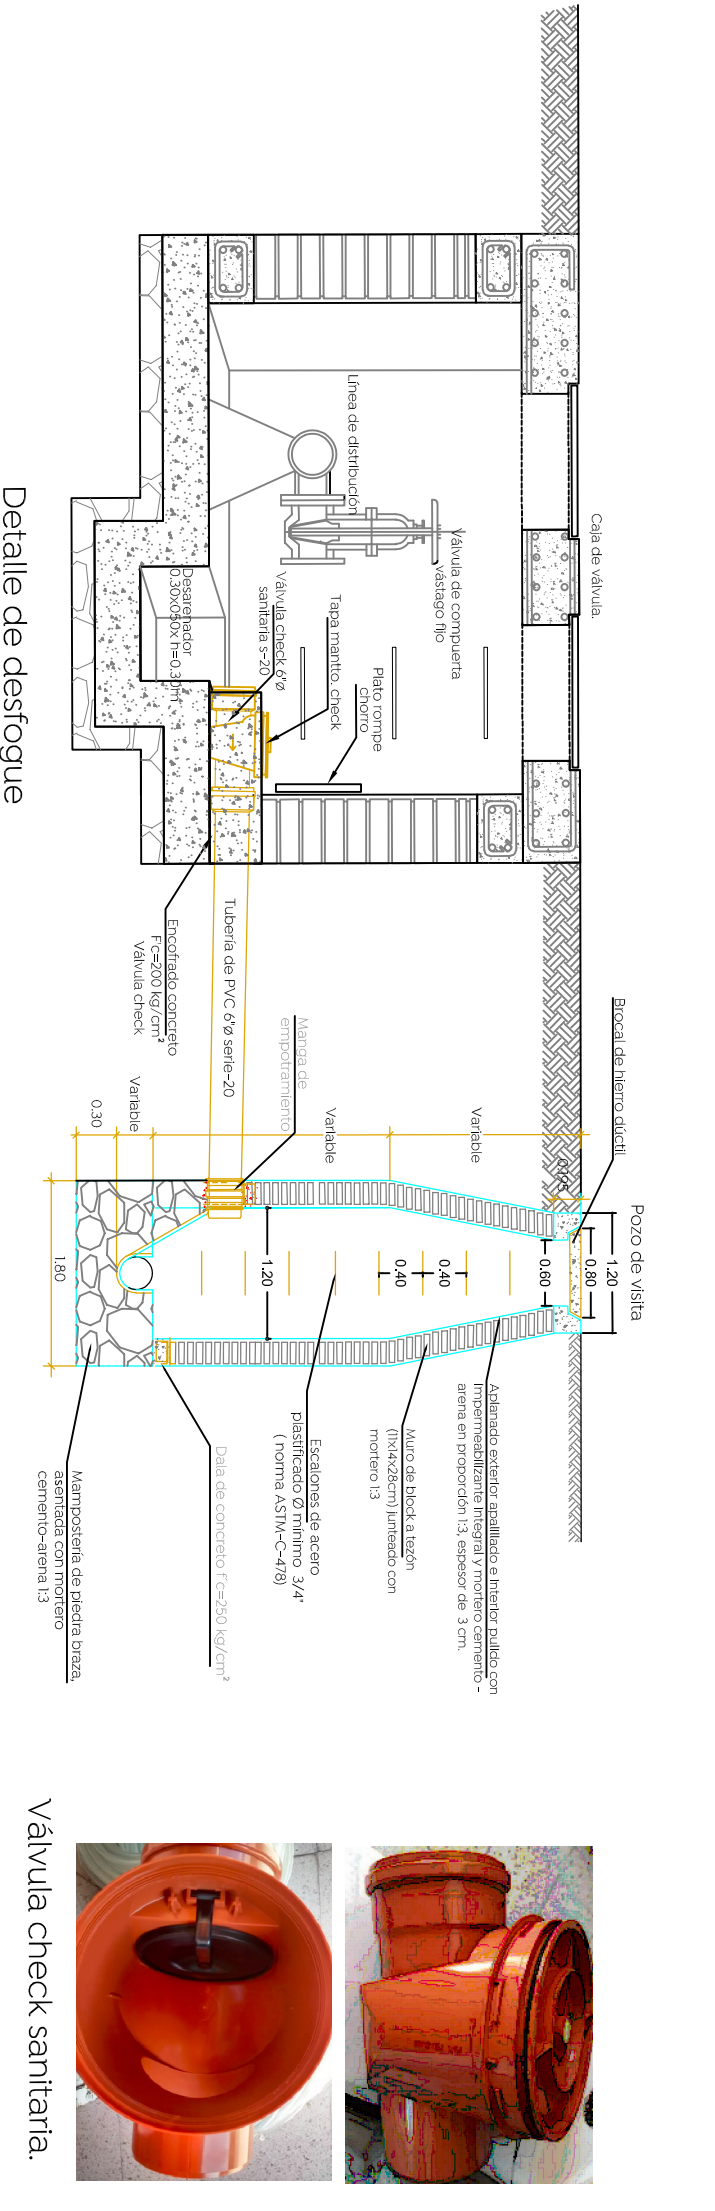 Caja de válvula.
Línea de distribución
Válvula de compuerta
vástago fijo
Plato rompe
chorro
Tapa mantto. check
Válvula check 6"ø
sanitaria s-20
Desarenador
0.30x050x h=0.30m
Encofrado concreto
F'c=200 kg/cm²
Válvula check
Tubería de PVC 6"ø serie-20
Manga de
empotramiento
Brocal de hierro dúctil
Pozo de visita
1.20
0.80
0.60
Variable
Variable
Variable
0.30
0.40
0.40
1.20
1.80
Aplanado exterior apalillado e Interior pulido con
Impermeabilizante Integral y mortero cemento -
arena en proporción 1:3, espesor de 3 cm.
Muro de block a tezón
(11x14x28cm) junteado con
mortero 1:3
Escalones de acero
plastificado Ø mínimo 3/4"
( norma ASTM-C-478)
Dala de concreto f'c=250 kg/cm²
Mampostería de piedra braza,
asentada con mortero
cemento-arena 1:3
Detalle de desfogue
Válvula check sanitaria.